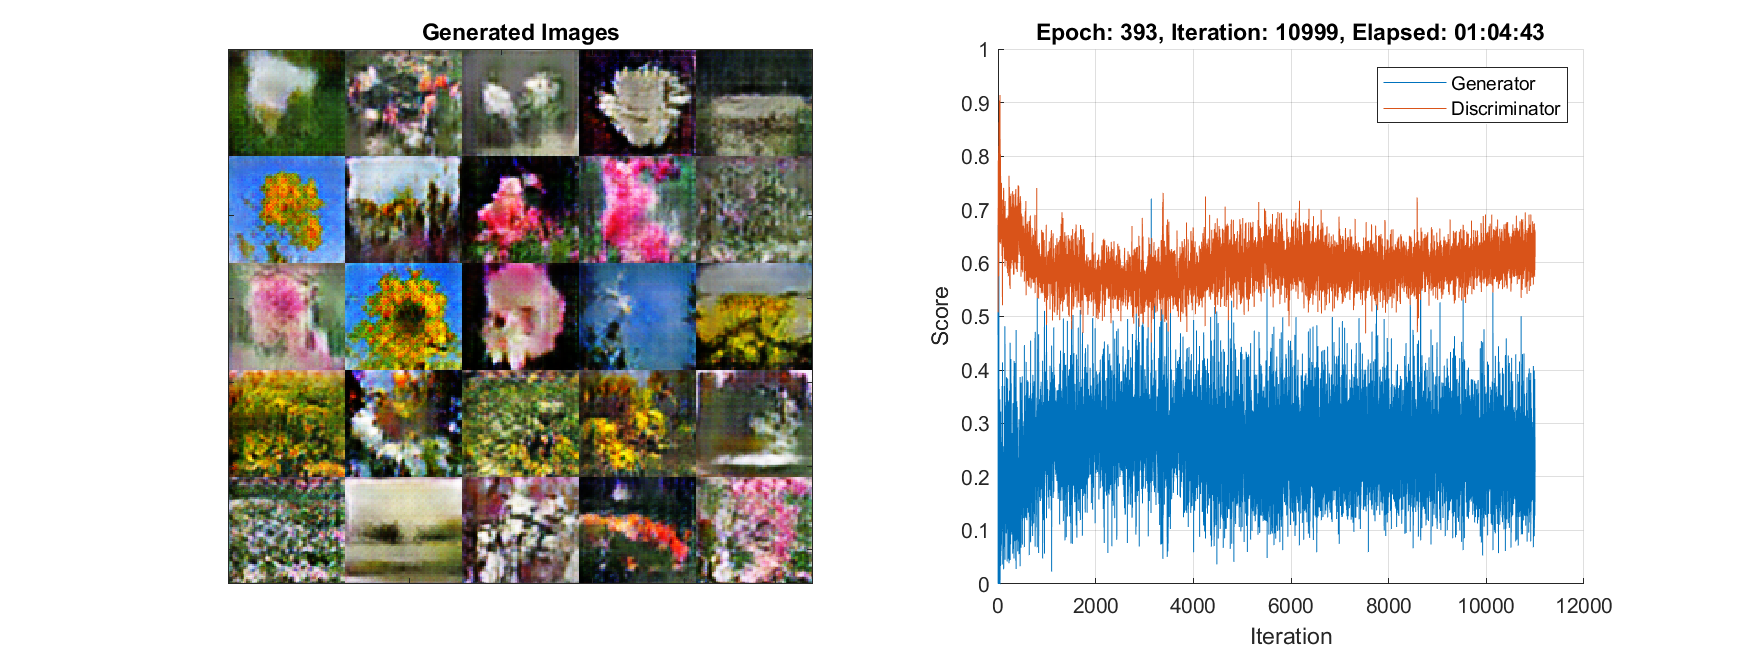 Generated Images
Epoch: 393, Iteration: 10999, Elapsed: 01:04:43
1
0.9
0.8
0.7
0.6
0.5
0.4
0.3
0.2
0.1
0
Score
Generator
Discriminator
0 2000 4000 6000 8000 10000 12000
Iteration